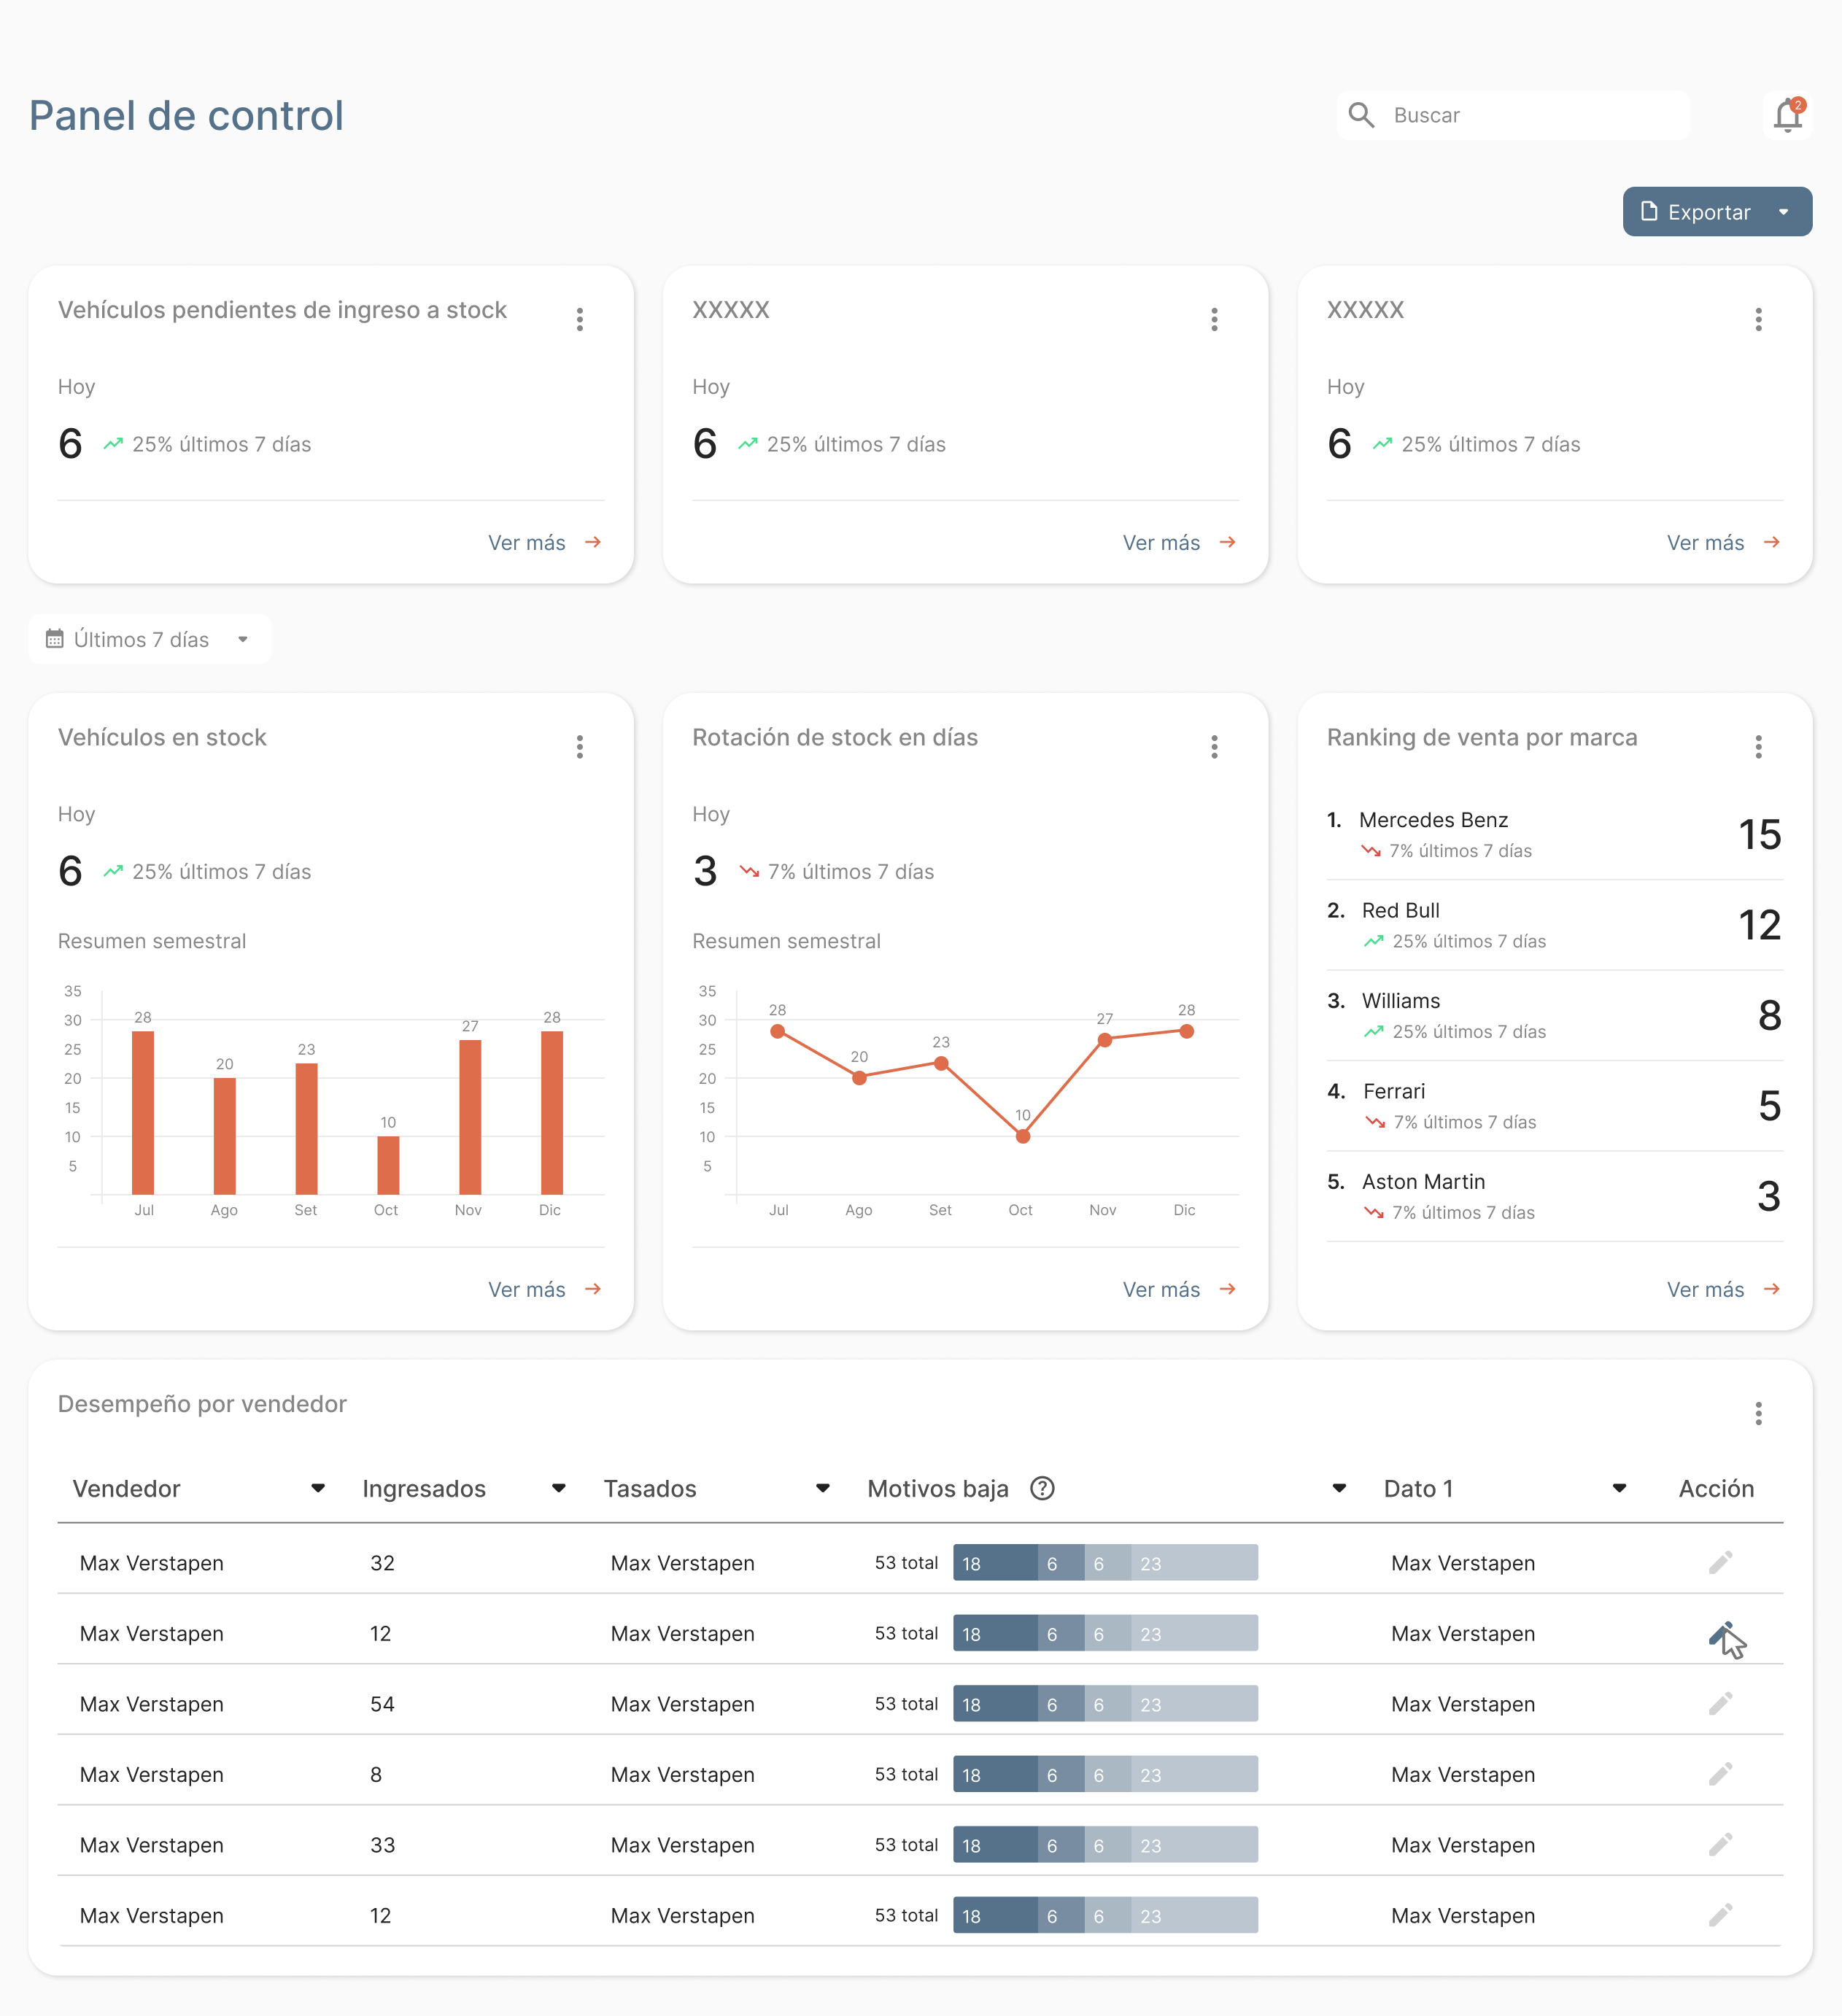 Panel de control
Buscar
2
Exportar
Vehículos pendientes de ingreso a stock
Hoy
6 25% últimos 7 días
Ver más
XXXXX
Hoy
6 25% últimos 7 días
Ver más
XXXXX
Hoy
6 25% últimos 7 días
Ver más
Últimos 7 días
Vehículos en stock
Hoy
6 25% últimos 7 días
Resumen semestral
35
30
25
20
15
10
5
28 20 23 10 27 28
Jul Ago Set Oct Nov Dic
Ver más
Rotación de stock en días
Hoy
3 7% últimos 7 días
Resumen semestral
35
30
25
20
15
10
5
28 20 23 10 27 28
Jul Ago Set Oct Nov Dic
Ver más
Ranking de venta por marca
1. Mercedes Benz 15
7% últimos 7 días
2. Red Bull 12
25% últimos 7 días
3. Williams 8
25% últimos 7 días
4. Ferrari 5
7% últimos 7 días
5. Aston Martin 3
7% últimos 7 días
Ver más
Desempeño por vendedor
Vendedor Ingresados Tasados Motivos baja ? Dato 1 Acción
Max Verstapen 32 Max Verstapen 53 total 18 6 6 23 Max Verstapen
Max Verstapen 12 Max Verstapen 53 total 18 6 6 23 Max Verstapen
Max Verstapen 54 Max Verstapen 53 total 18 6 6 23 Max Verstapen
Max Verstapen 8 Max Verstapen 53 total 18 6 6 23 Max Verstapen
Max Verstapen 33 Max Verstapen 53 total 18 6 6 23 Max Verstapen
Max Verstapen 12 Max Verstapen 53 total 18 6 6 23 Max Verstapen